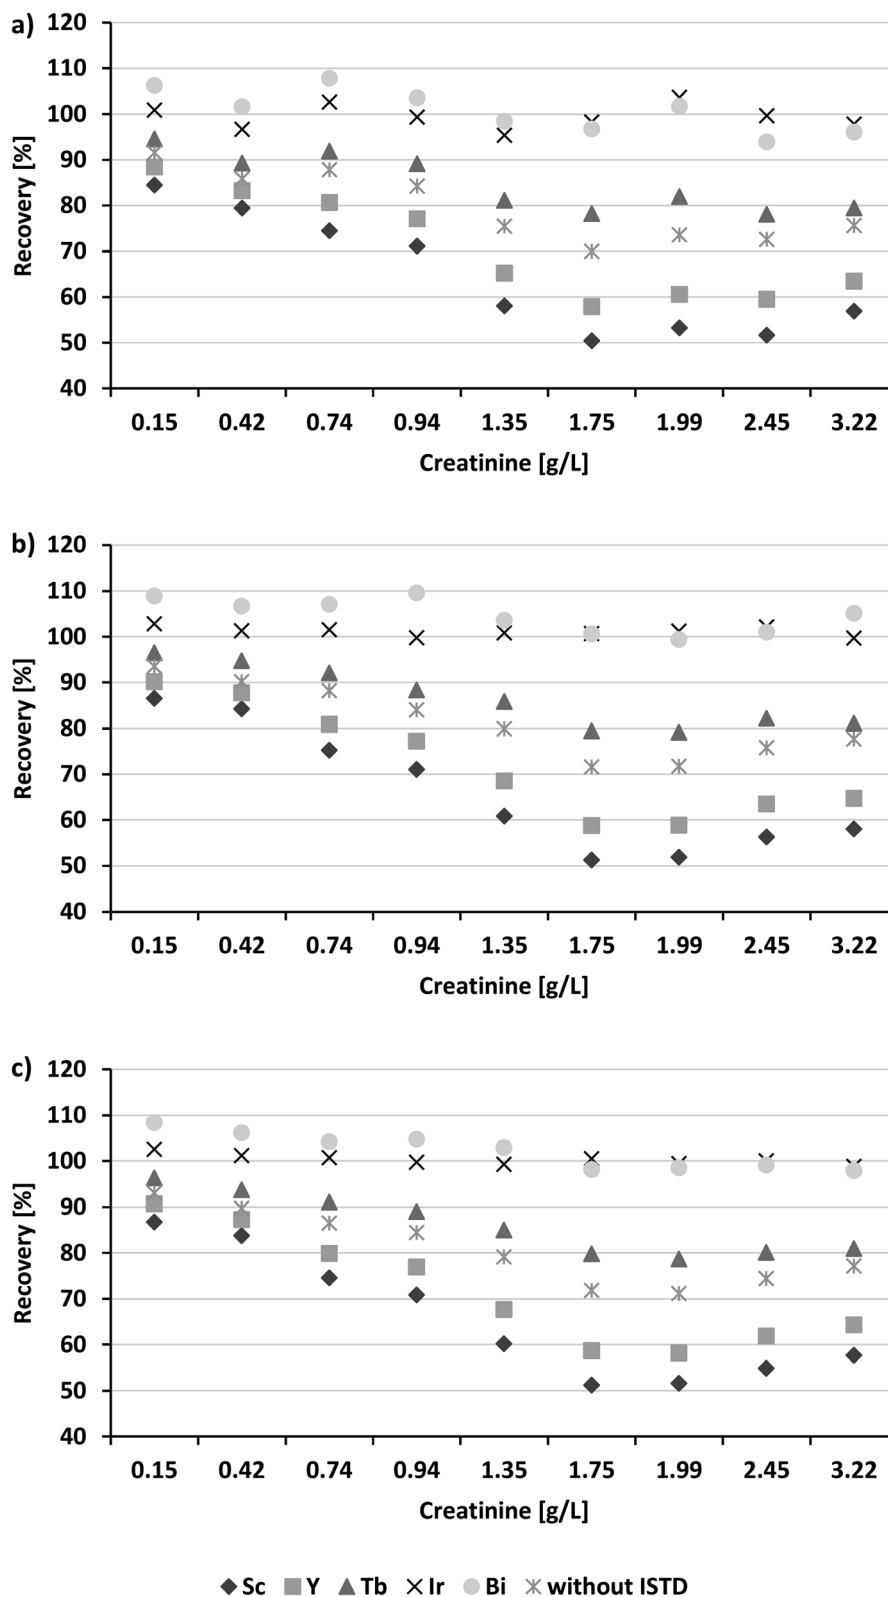 a)
120
110
100
90
80
70
60
50
40
Recovery [%]
0.15 0.42 0.74 0.94 1.35 1.75 1.99 2.45 3.22
Creatinine [g/L]
b)
120
110
100
90
80
70
60
50
40
Recovery [%]
0.15 0.42 0.74 0.94 1.35 1.75 1.99 2.45 3.22
Creatinine [g/L]
c)
120
110
100
90
80
70
60
50
40
Recovery [%]
0.15 0.42 0.74 0.94 1.35 1.75 1.99 2.45 3.22
Creatinine [g/L]
Sc Y Tb Ir Bi without ISTD